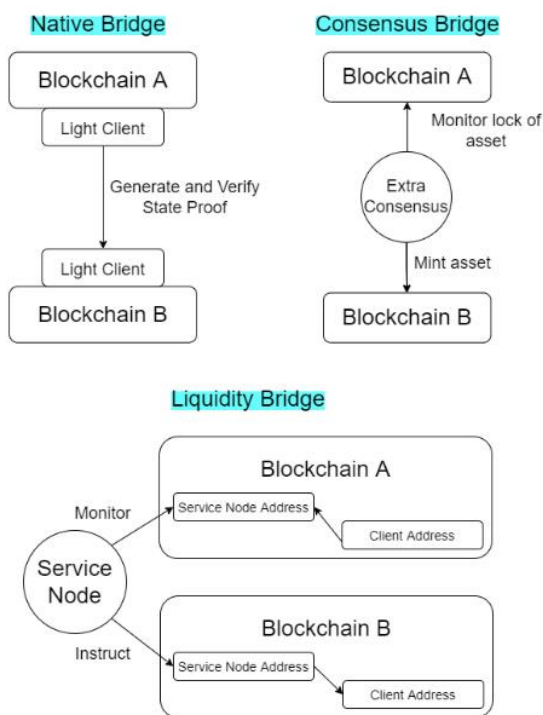 Native Bridge
Blockchain A
Light Client
Generate and Verify
State Proof
Light Client
Blockchain B
Consensus Bridge
Blockchain A
Monitor lock of
asset
Extra
Consensus
Mint asset
Blockchain B
Liquidity Bridge
Blockchain A
Monitor
Service Node Address
Client Address
Service
Node
Blockchain B
Instruct
Service Node Address
Client Address